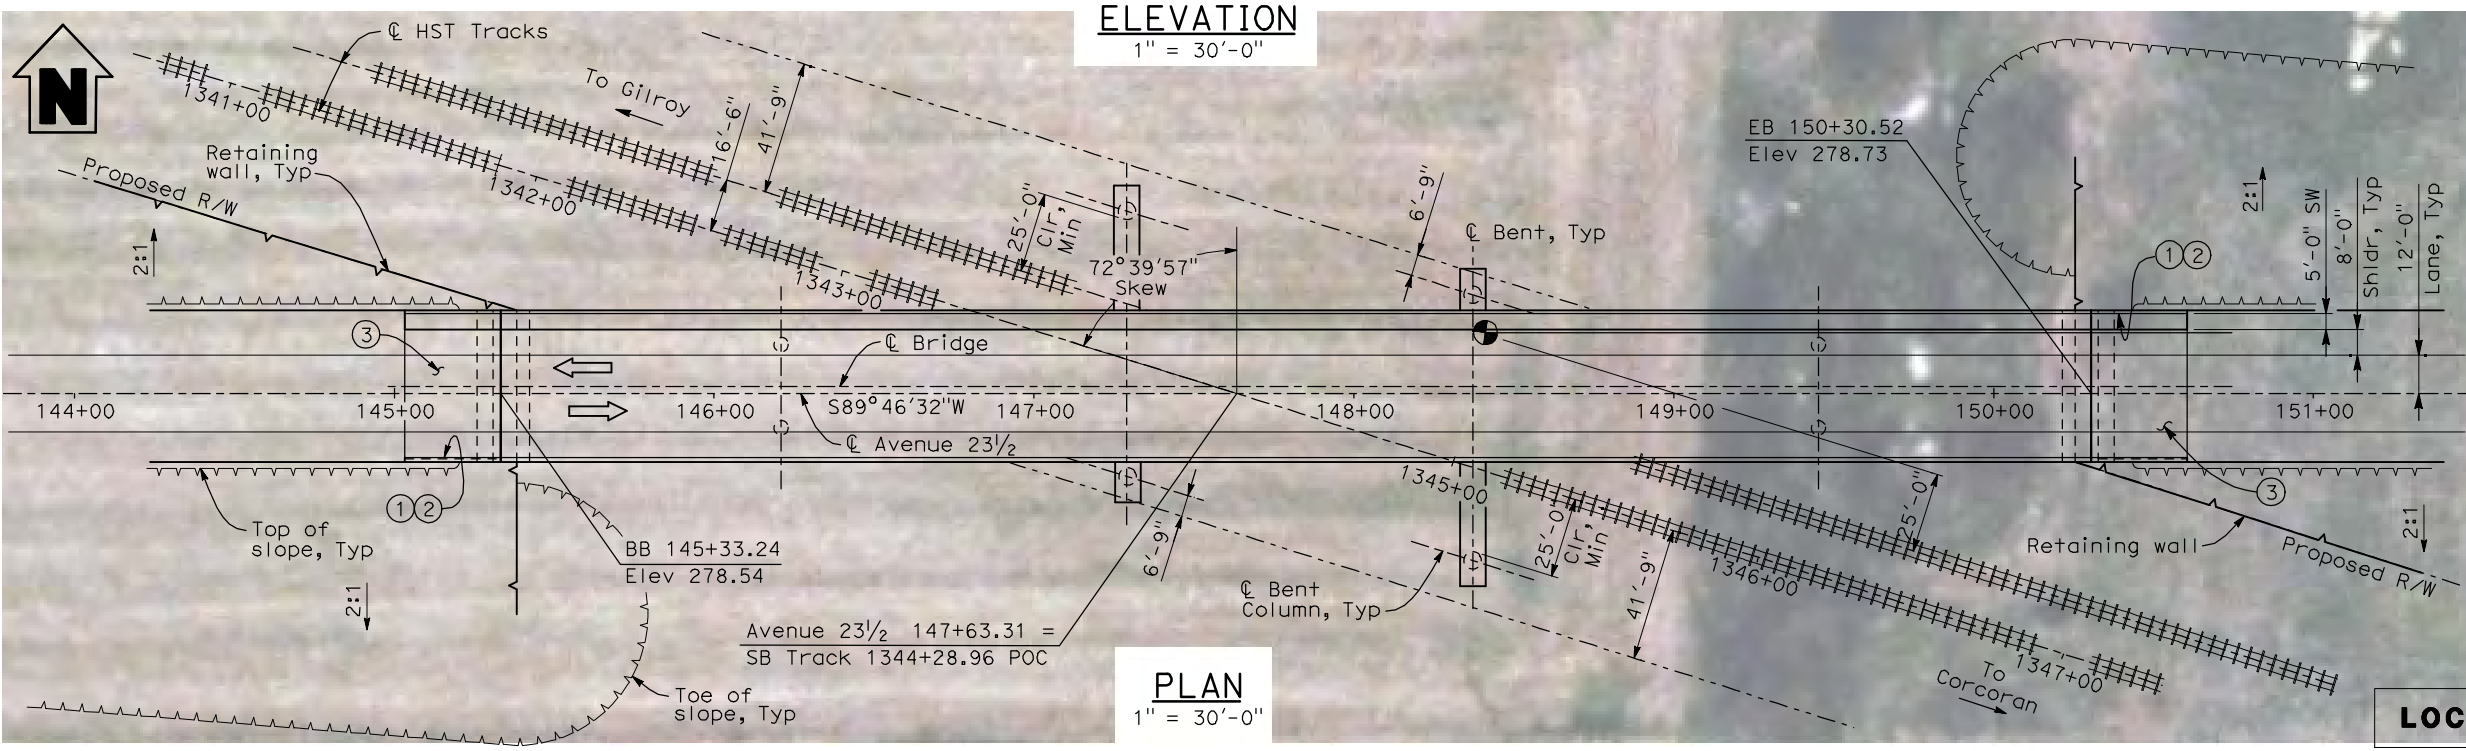 ELEVATION
1" = 30'-0"
N
℄ HST Tracks
To Gilroy
1341+00
1342+00
1343+00
16'-6"
41'-9"
Retaining
wall, Typ
Proposed R/W
2:1
25'-0"
Clr,
Min
72°39'57"
Skew
6'-9"
℄ Bent, Typ
EB 150+30.52
Elev 278.73
2:1
5'-0" SW
8'-0"
Shldr, Typ
12'-0"
Lane, Typ
1 2
3
℄ Bridge
144+00
145+00
146+00
S89°46'32"W
147+00
148+00
149+00
150+00
151+00
℄ Avenue 23½
1 2
Top of
slope, Typ
2:1
BB 145+33.24
Elev 278.54
Avenue 23½ 147+63.31 =
SB Track 1344+28.96 POC
Toe of
slope, Typ
6'-9"
℄ Bent
Column, Typ
1345+00
25'-0"
Clr,
Min
41'-9"
1346+00
25'-0"
1347+00
To
Corcoran
Retaining wall
3
Proposed R/W
2:1
PLAN
1" = 30'-0"
LOC